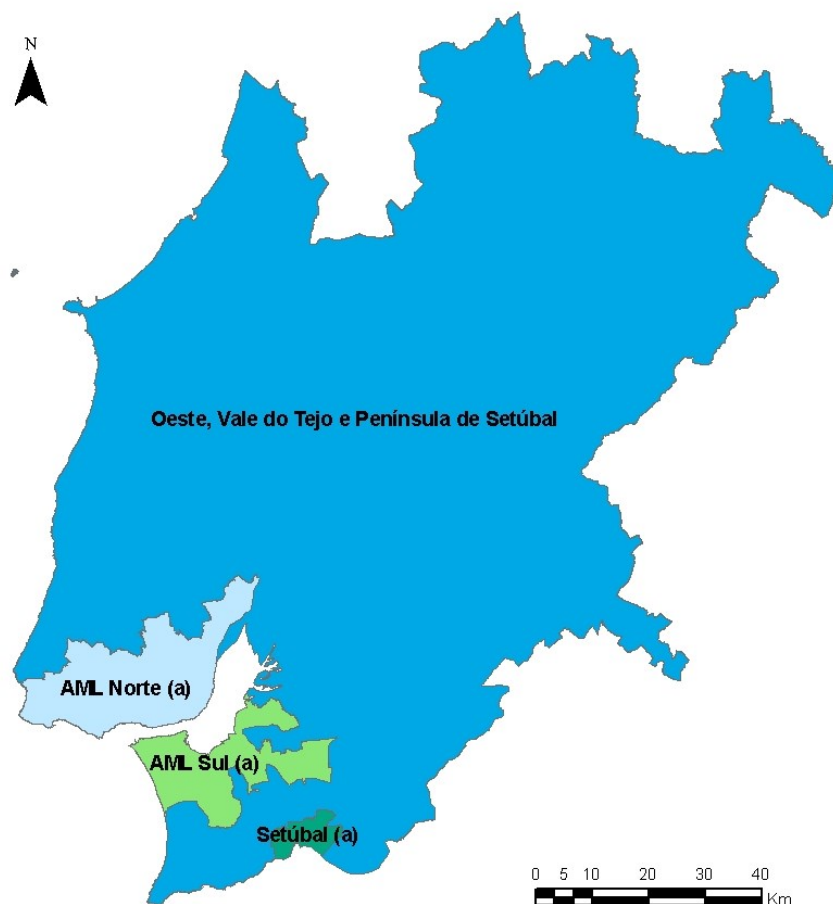 N
Oeste, Vale do Tejo e Península de Setúbal
AML Norte (a)
AML Sul (a)
Setúbal (a)
0 5 10 20 30 40
Km